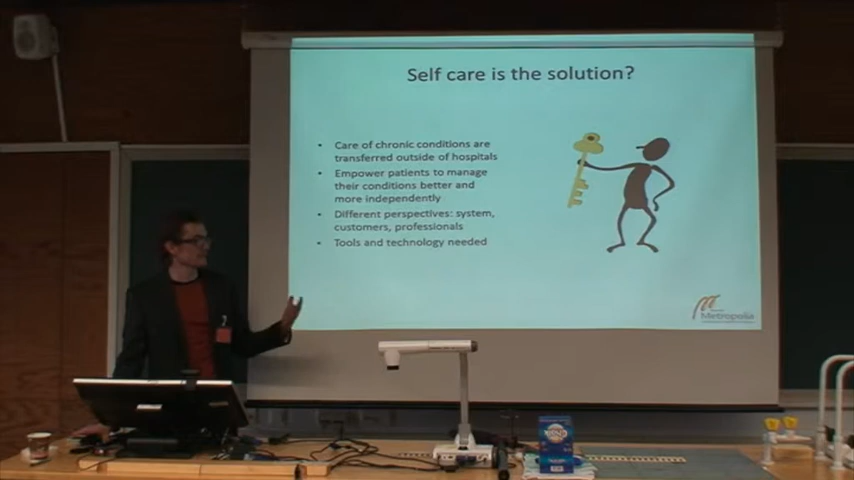 Self care is the solution?
• Care of chronic conditions are
transferred outside of hospitals
• Empower patients to manage
their conditions better and
more independently
• Different perspectives: system,
customers, professionals
• Tools and technology needed
Metropolia